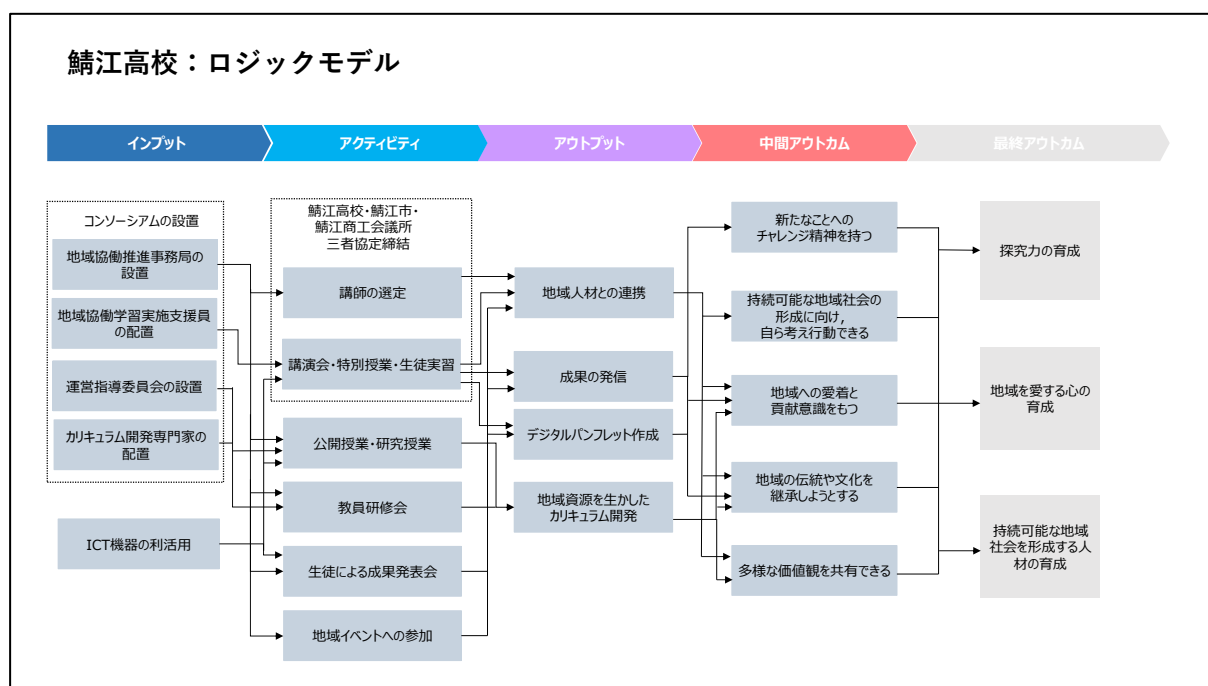 鯖江高校：ロジックモデル
インプット
アクティビティ
アウトプット
中間アウトカム
最終アウトカム
コンソーシアムの設置
地域協働推進事務局の
設置
地域協働学習実施支援員
の配置
運営指導委員会の設置
カリキュラム開発専門家の
配置
ICT機器の利活用
鯖江高校・鯖江市・
鯖江商工会議所
三者協定締結
講師の選定
講演会・特別授業・生徒実習
公開授業・研究授業
教員研修会
生徒による成果発表会
地域イベントへの参加
地域人材との連携
成果の発信
デジタルパンフレット作成
地域資源を生かした
カリキュラム開発
新たなことへの
チャレンジ精神を持つ
持続可能な地域社会の
形成に向け，
自ら考え行動できる
地域への愛着と
貢献意識をもつ
地域の伝統や文化を
継承しようとする
多様な価値観を共有できる
探究力の育成
地域を愛する心の
育成
持続可能な地域
社会を形成する人
材の育成